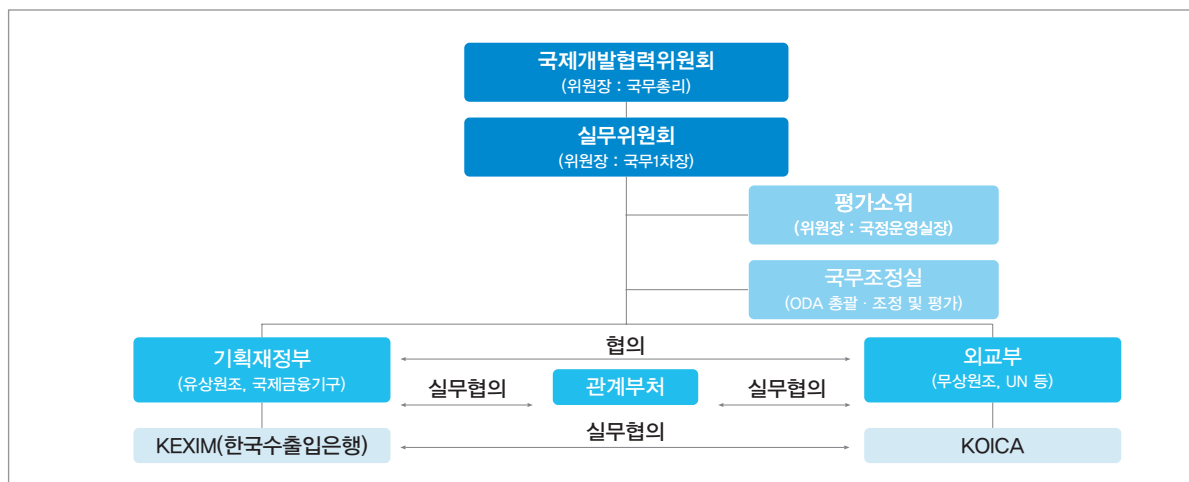 국제개발협력위원회
(위원장 : 국무총리)
실무위원회
(위원장 : 국무1차장)
평가소위
(위원장 : 국정운영실장)
국무조정실
(ODA 총괄 · 조정 및 평가)
기획재정부
(유상원조, 국제금융기구)
협의
외교부
(무상원조, UN 등)
실무협의
관계부처
실무협의
KEXIM(한국수출입은행)
실무협의
KOICA